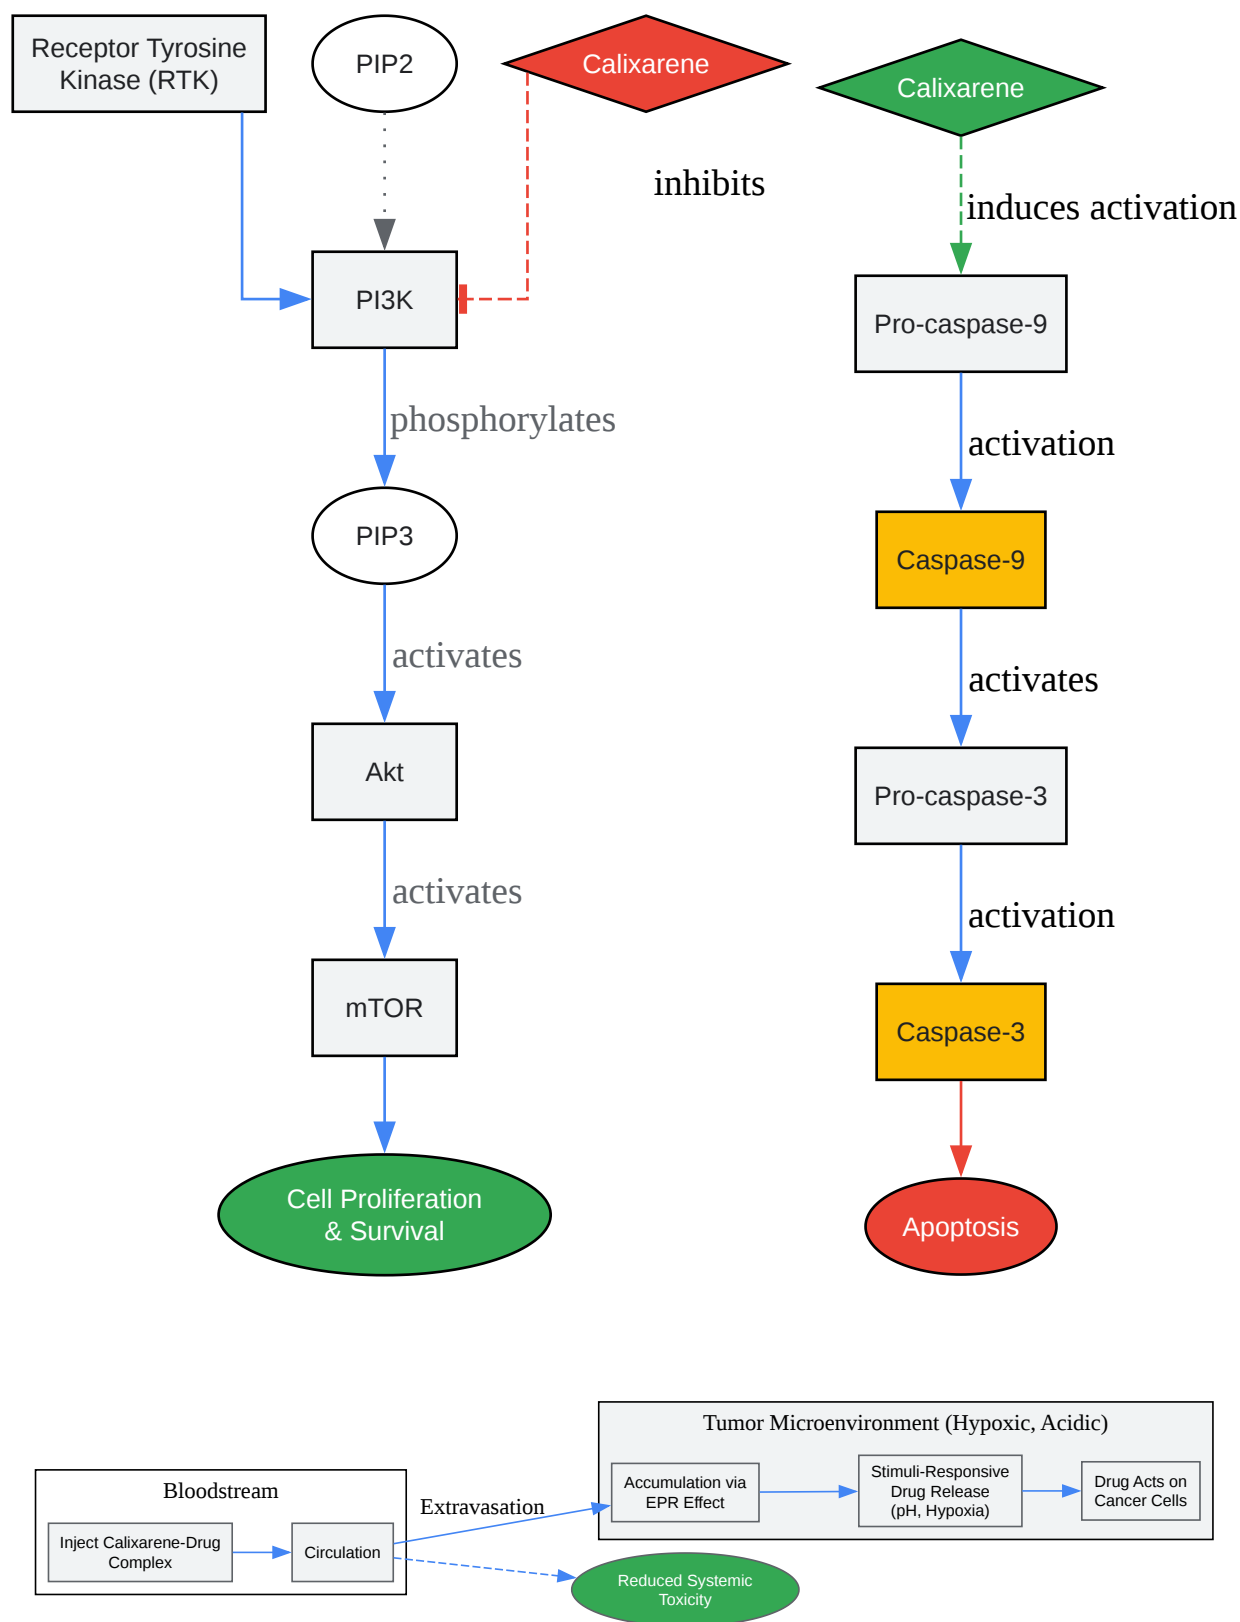 Receptor Tyrosine
Kinase (RTK)
PIP2
Calixarene
Calixarene
inhibits
induces activation
PI3K
Pro-caspase-9
phosphorylates
activation
PIP3
Caspase-9
activates
activates
Akt
Pro-caspase-3
activates
activation
mTOR
Caspase-3
Cell Proliferation
& Survival
Apoptosis
Bloodstream
Inject Calixarene-Drug
Complex
Circulation
Extravasation
Tumor Microenvironment (Hypoxic, Acidic)
Accumulation via
EPR Effect
Stimuli-Responsive
Drug Release
(pH, Hypoxia)
Drug Acts on
Cancer Cells
Reduced Systemic
Toxicity